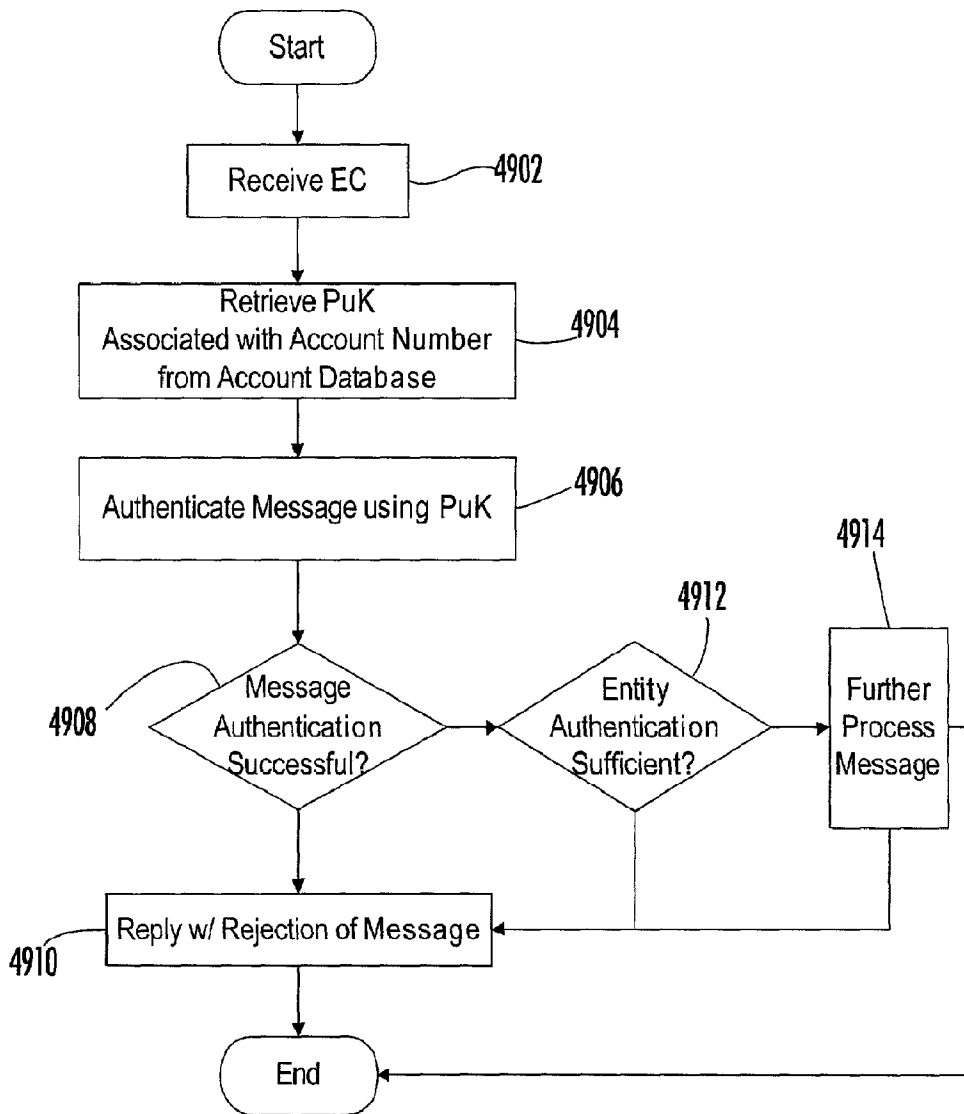 Start
Receive EC
4902
Retrieve PuK
Associated with Account Number
from Account Database
4904
Authenticate Message using PuK
4906
Message
Authentication
Successful?
4908
Entity
Authentication
Sufficient?
4912
Further
Process
Message
4914
Reply w/ Rejection of Message
4910
End